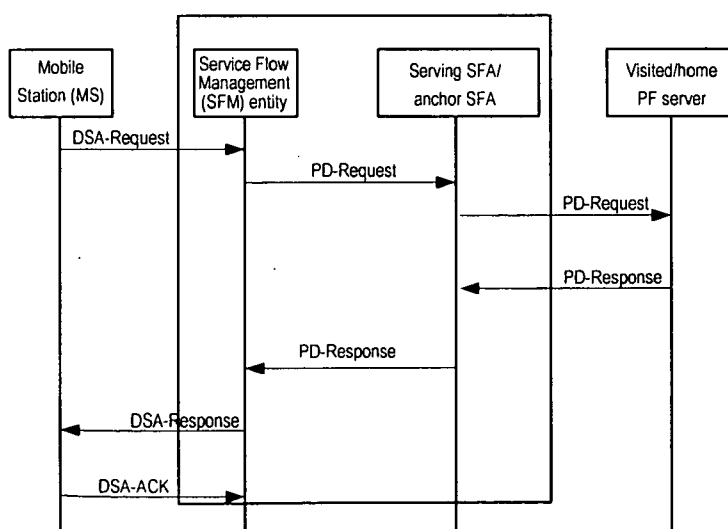 Mobile
Station (MS)
Service Flow
Management
(SFM) entity
Serving SFA/
anchor SFA
Visited/home
PF server
DSA-Request
PD-Request
PD-Request
PD-Response
PD-Response
DSA-Response
DSA-ACK